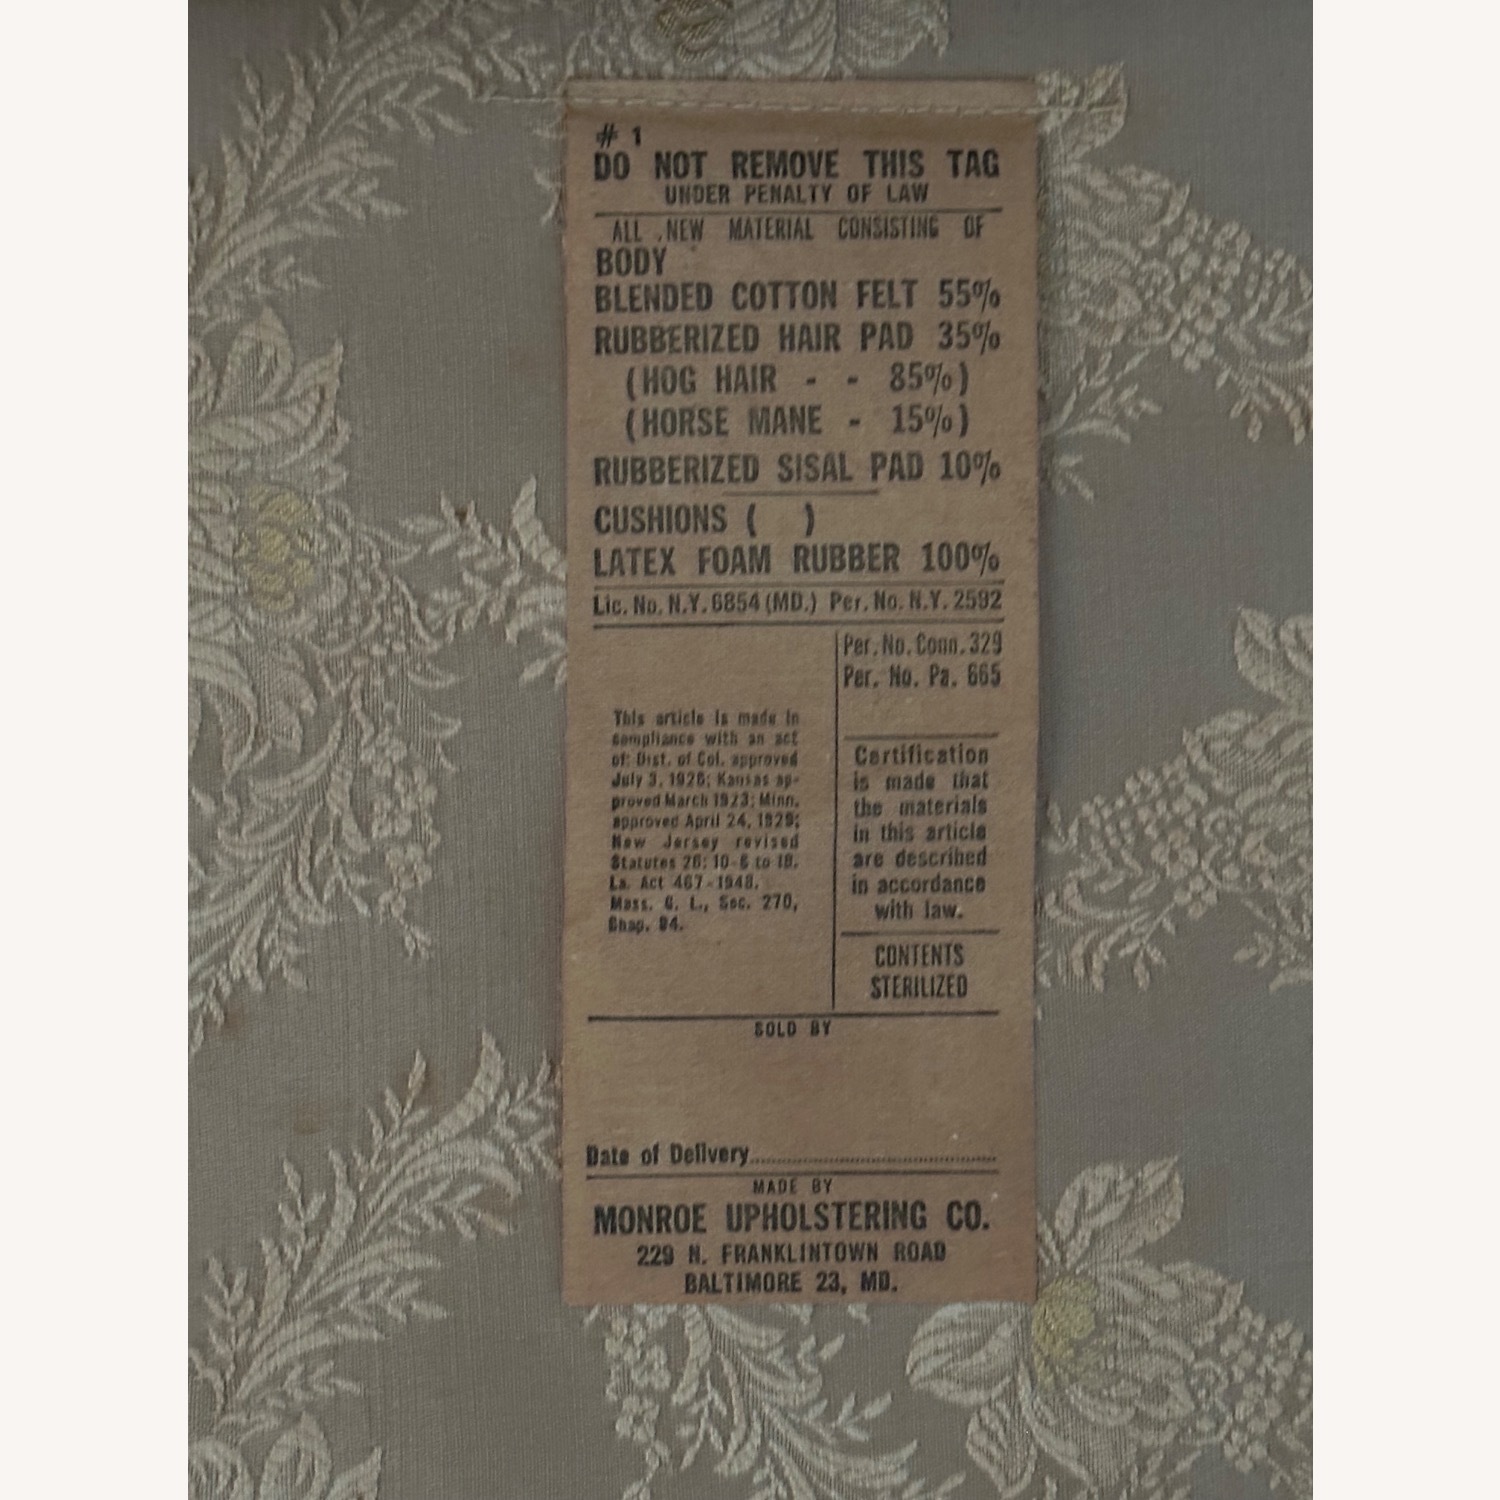 # 1
DO NOT REMOVE THIS TAG
UNDER PENALTY OF LAW
ALL NEW MATERIAL CONSISTING OF
BODY
BLENDED COTTON FELT 55%
RUBBERIZED HAIR PAD 35%
(HOG HAIR - - 85%)
(HORSE MANE - 15%)
RUBBERIZED SISAL PAD 10%
CUSHIONS ( )
LATEX FOAM RUBBER 100%
Lic. No. N.Y. 6854 (MD.) Per. No. N.Y. 2592
Per. No. Conn. 329
Per. No. Pa. 665
This article is made in
compliance with an act
of: Dist. of Col. approved
July 3, 1926; Kansas ap-
proved March 1923; Minn.
approved April 24, 1929;
New Jersey revised
Statutes 26: 10-6 to 18.
La. Act 467-1948.
Mass. G. L., Sec. 270,
Chap. 94.
Certification
is made that
the materials
in this article
are described
in accordance
with law.
CONTENTS
STERILIZED
SOLD BY
Date of Delivery
MADE BY
MONROE UPHOLSTERING CO.
229 N. FRANKLINTOWN ROAD
BALTIMORE 23, MD.